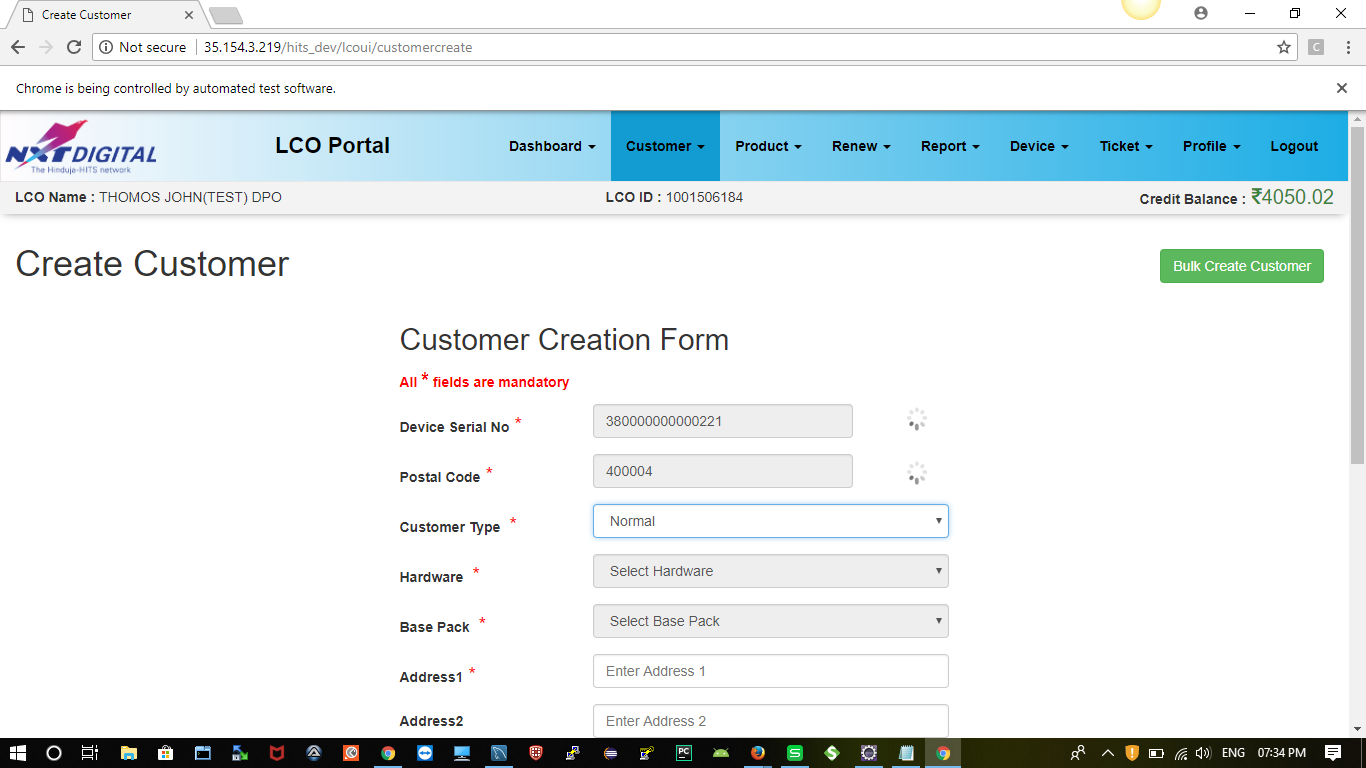 Create Customer
Not secure 35.154.3.219/hits_dev/lcoui/customercreate C
Chrome is being controlled by automated test software.
NXTDIGITAL
The Hinduja-HITS network
LCO Portal
Dashboard Customer Product Renew Report Device Ticket Profile Logout
LCO Name : THOMOS JOHN(TEST) DPO LCO ID : 1001506184 Credit Balance : ₹4050.02
Create Customer Bulk Create Customer
Customer Creation Form
All * fields are mandatory
Device Serial No * 380000000000221
Postal Code * 400004
Customer Type * Normal
Hardware * Select Hardware
Base Pack * Select Base Pack
Address1 * Enter Address 1
Address2 Enter Address 2
PC S S ENG 07:34 PM